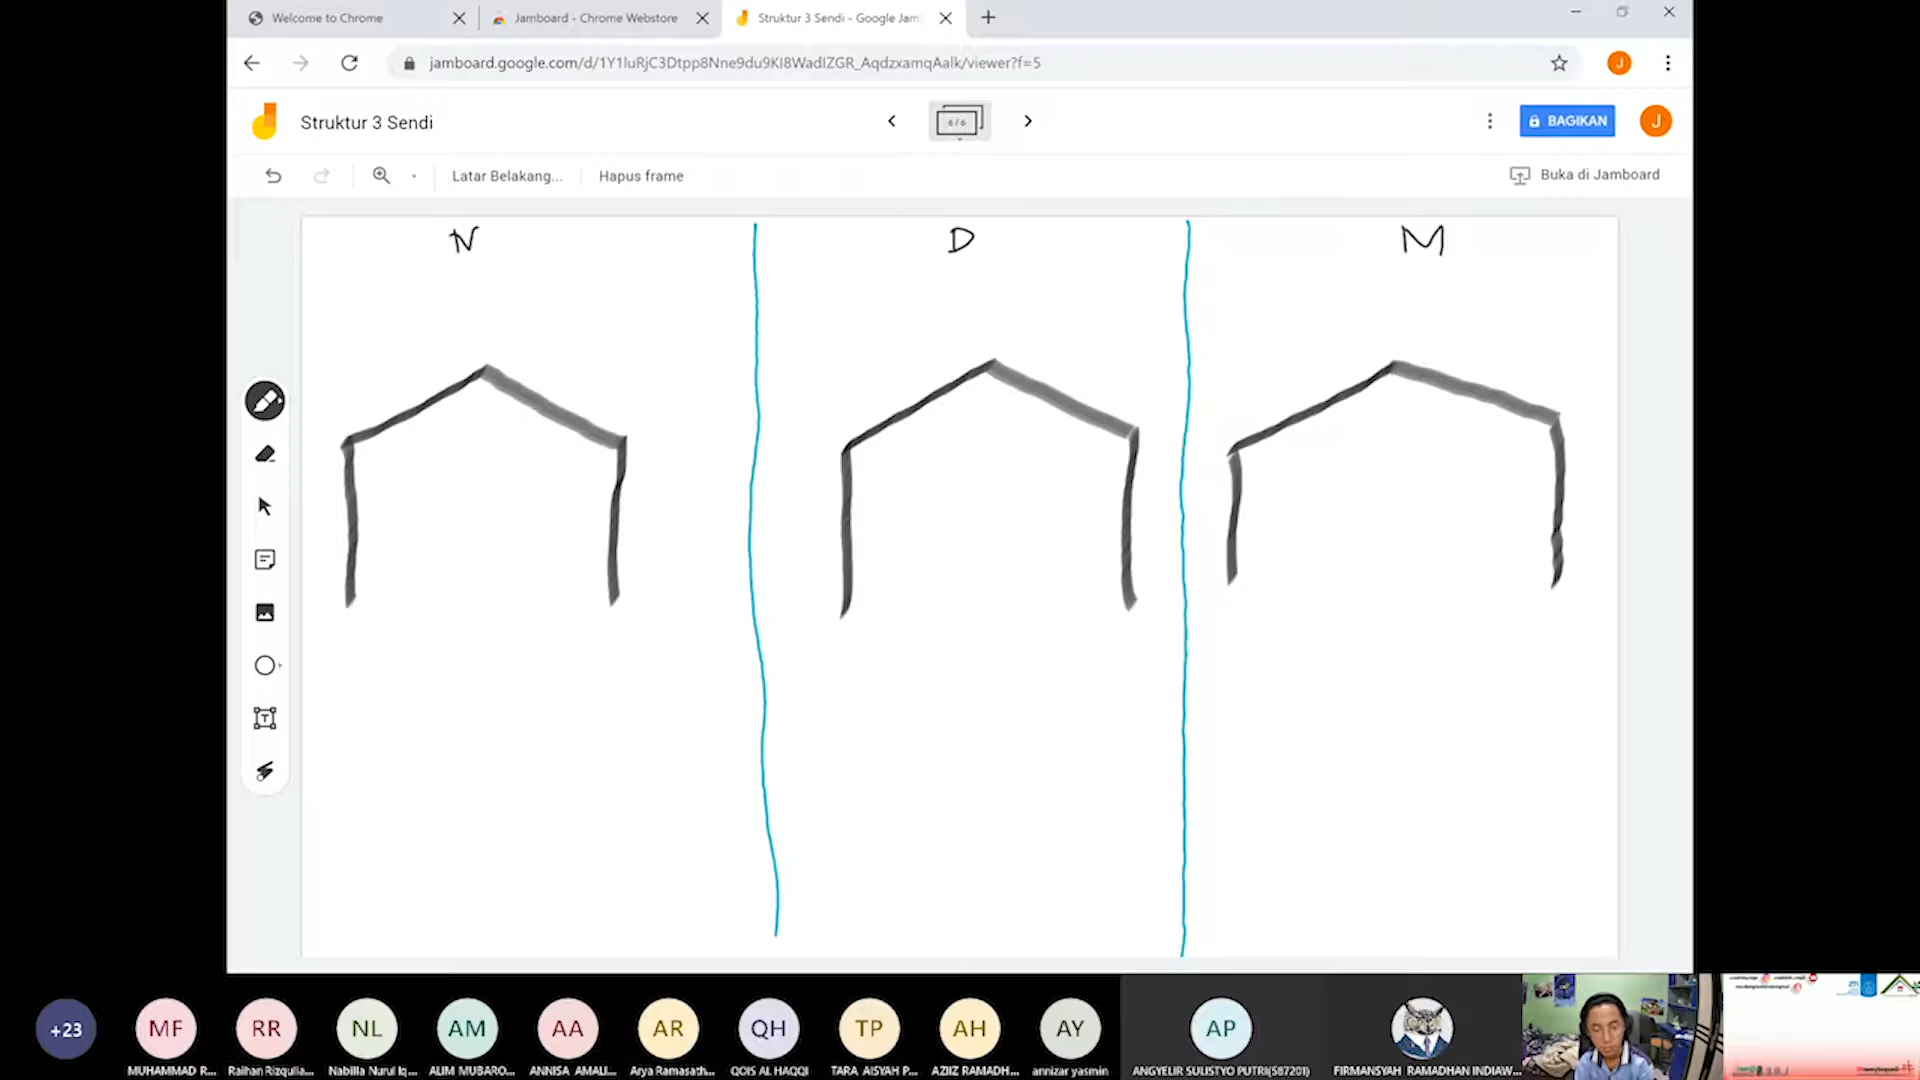 Welcome to Chrome
Jamboard - Chrome Webstore
Struktur 3 Sendi - Google Jam
jamboard.google.com/d/1Y1luRjC3Dtpp8Nne9du9Kl8WadIZGR_AqdzxamqAalk/viewer?f=5
J
Struktur 3 Sendi
6/6
BAGIKAN
J
Latar Belakang...
Hapus frame
Buka di Jamboard
N
D
M
+23
MF
RR
NL
AM
AA
AR
QH
TP
AH
AY
AP
MUHAMMAD R...
Raihan Rizqulla...
Nabilla Nurul Iq...
ALIM MUBARO...
ANNISA AMALI...
Arya Ramasath...
QOIS AL HAQQI
TARA AISYAH P...
AZIIZ RAMADH...
annizar yasmin
ANGYELIR SULISTYO PUTRI(587201)
FIRMANSYAH RAMADHAN INDIAW...